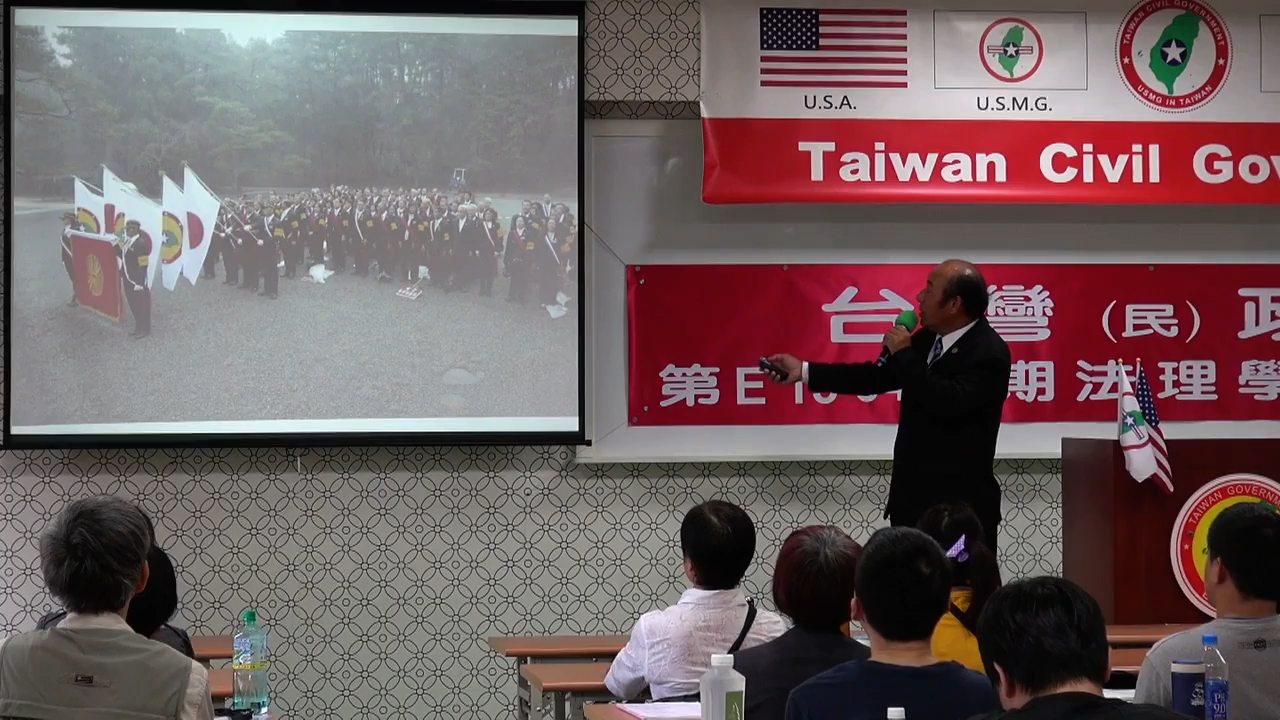 U.S.A.
U.S.M.G.
TAIWAN CIVIL GOVERNMENT
USMG IN TAIWAN
Taiwan Civil Gov
台灣（民）政
第E 期法理學
TAIWAN GOVERNM